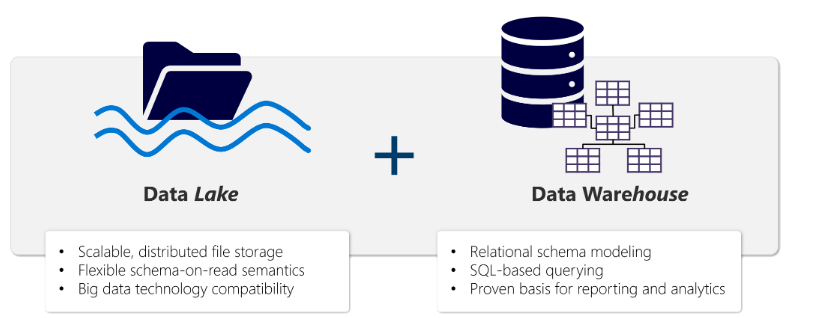 +
Data Lake
Data Warehouse
• Scalable, distributed file storage
• Flexible schema-on-read semantics
• Big data technology compatibility
• Relational schema modeling
• SQL-based querying
• Proven basis for reporting and analytics